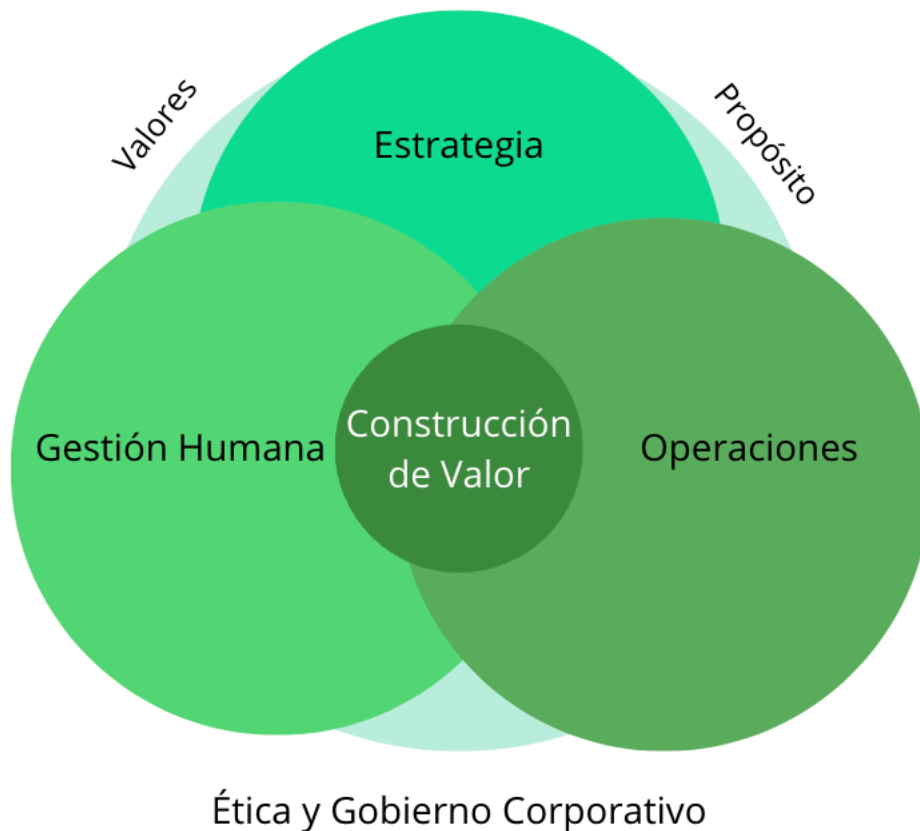 Valores
Propósito
Estrategia
Gestión Humana
Construcción
de Valor
Operaciones
Ética y Gobierno Corporativo